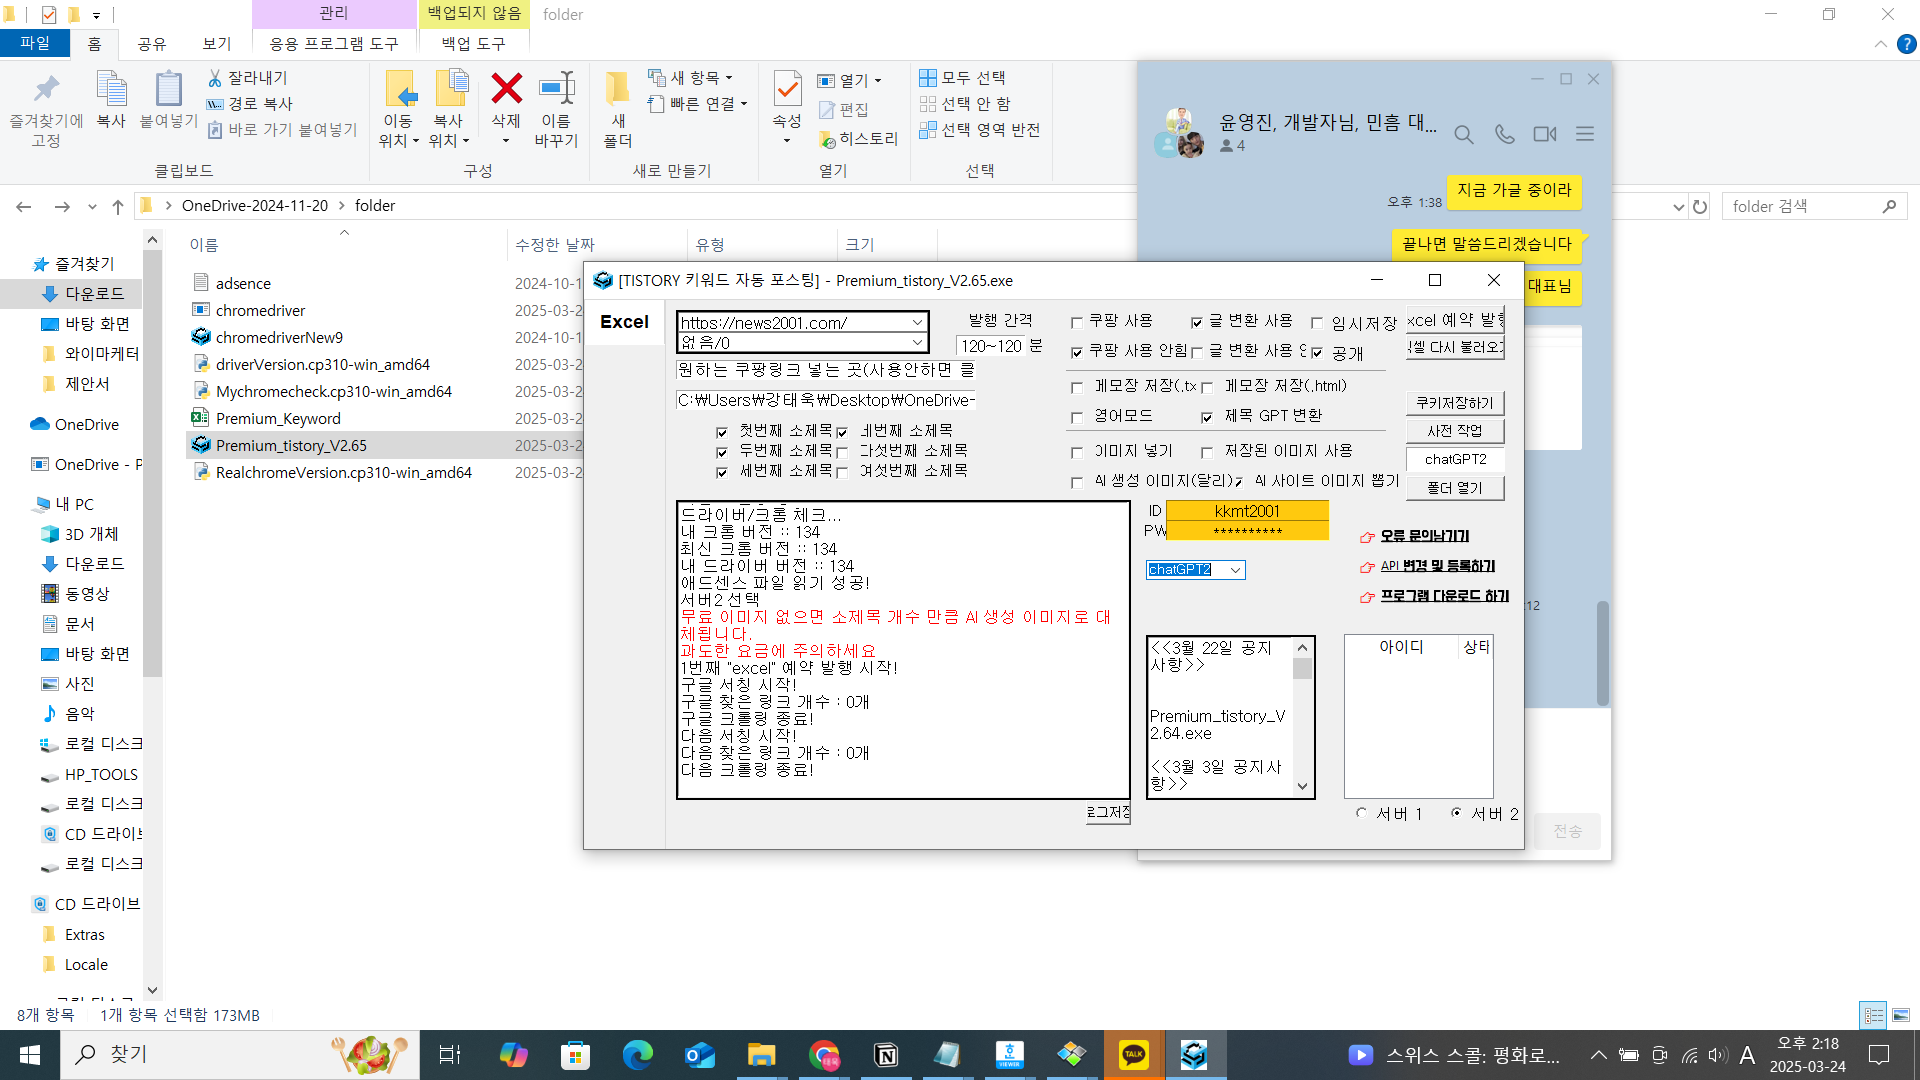 관리
백업되지 않음
folder
파일
홈
공유
보기
응용 프로그램 도구
백업 도구
즐겨찾기에 고정
복사
붙여넣기
잘라내기
경로 복사
바로 가기 붙여넣기
이동 위치
복사 위치
삭제
이름 바꾸기
새 폴더
새 항목
빠른 연결
속성
열기
편집
히스토리
모두 선택
선택 안 함
선택 영역 반전
클립보드
구성
새로 만들기
열기
선택
OneDrive-2024-11-20 > folder
folder 검색
이름
수정한 날짜
유형
크기
adsence 2024-10-1
chromedriver 2025-03-2
chromedriverNew9 2024-10-1
driverVersion.cp310-win_amd64 2025-03-2
Mychromecheck.cp310-win_amd64 2025-03-2
Premium_Keyword 2025-03-2
Premium_tistory_V2.65 2025-03-2
RealchromeVersion.cp310-win_amd64 2025-03-2
즐겨찾기
다운로드
바탕 화면
와이마케터
제안서
OneDrive
OneDrive - P
내 PC
3D 개체
다운로드
동영상
문서
바탕 화면
사진
음악
로컬 디스크
HP_TOOLS
로컬 디스크
CD 드라이브
로컬 디스크
CD 드라이브
Extras
Locale
8개 항목
1개 항목 선택함 173MB
윤영진, 개발자님, 민흠 대...
4
지금 가글 중이라
오후 1:38
끝나면 말씀드리겠습니다
대표님
:12
전송
[TISTORY 키워드 자동 포스팅] - Premium_tistory_V2.65.exe
Excel
https://news2001.com/
없음/0
발행 간격
120~120 분
원하는 쿠팡링크 넣는 곳(사용안하면 클
C:₩Users₩강태욱₩Desktop₩OneDrive-
첫번째 소제목
네번째 소제목
두번째 소제목
다섯번째 소제목
세번째 소제목
여섯번째 소제목
쿠팡 사용
글 변환 사용
임시저장
쿠팡 사용 안힘
글 변환 사용
공개
메모장 저장(.tx
메모장 저장(.html)
영어모드
제목 GPT 변환
이미지 넣기
저장된 이미지 사용
AI 생성 이미지(달리)
AI 사이트 이미지 뽑기
xcel 예약 발행
셀 다시 불러오
쿠키저장하기
사전 작업
chatGPT2
폴더 열기
드라이버/크롬 체크...
내 크롬 버전 :: 134
최신 크롬 버전 :: 134
내 드라이버 버전 :: 134
애드센스 파일 읽기 성공!
서버2 선택
무료 이미지 없으면 소제목 개수 만큼 AI 생성 이미지로 대
체됩니다.
과도한 요금에 주의하세요
1번째 "excel" 예약 발행 시작!
구글 서칭 시작!
구글 찾은 링크 개수 : 0개
구글 크롤링 종료!
다음 서칭 시작!
다음 찾은 링크 개수 : 0개
다음 크롤링 종료!
로그저장
ID kkmt2001
PW **********
chatGPT2
오류 문의남기기
API 변경 및 등록하기
프로그램 다운로드 하기
<<3월 22일 공지
사항>>
Premium_tistory_V
2.64.exe
<<3월 3일 공지사
항>>
아이디
상태
서버 1
서버 2
찾기
스위스 스콜: 평화로...
A
오후 2:18
2025-03-24